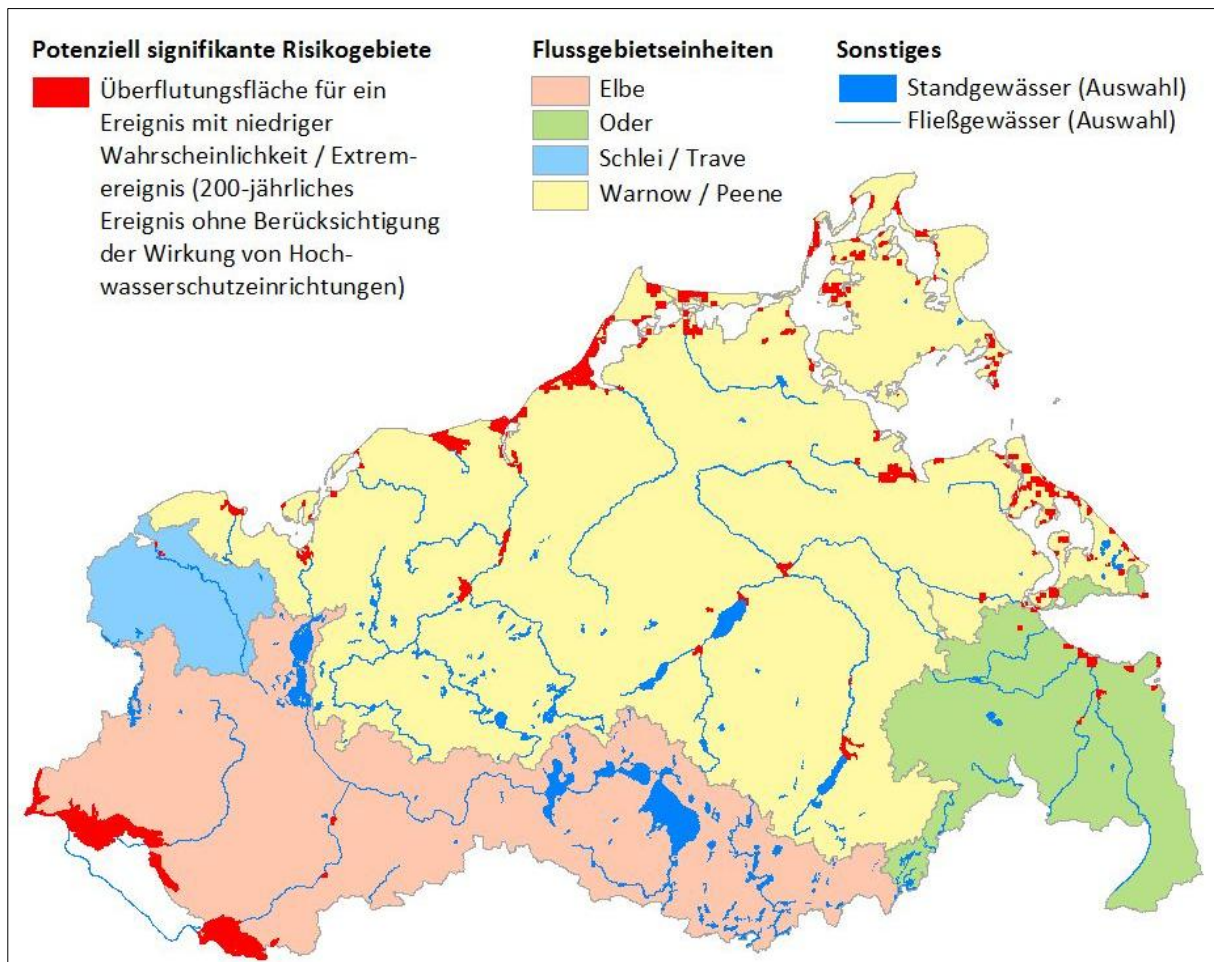 Potenziell signifikante Risikogebiete
Überflutungsfläche für ein
Ereignis mit niedriger
Wahrscheinlichkeit / Extrem-
ereignis (200-jährliches
Ereignis ohne Berücksichtigung
der Wirkung von Hoch-
wasserschutzeinrichtungen)
Flussgebietseinheiten
Elbe
Oder
Schlei / Trave
Warnow / Peene
Sonstiges
Standgewässer (Auswahl)
Fließgewässer (Auswahl)